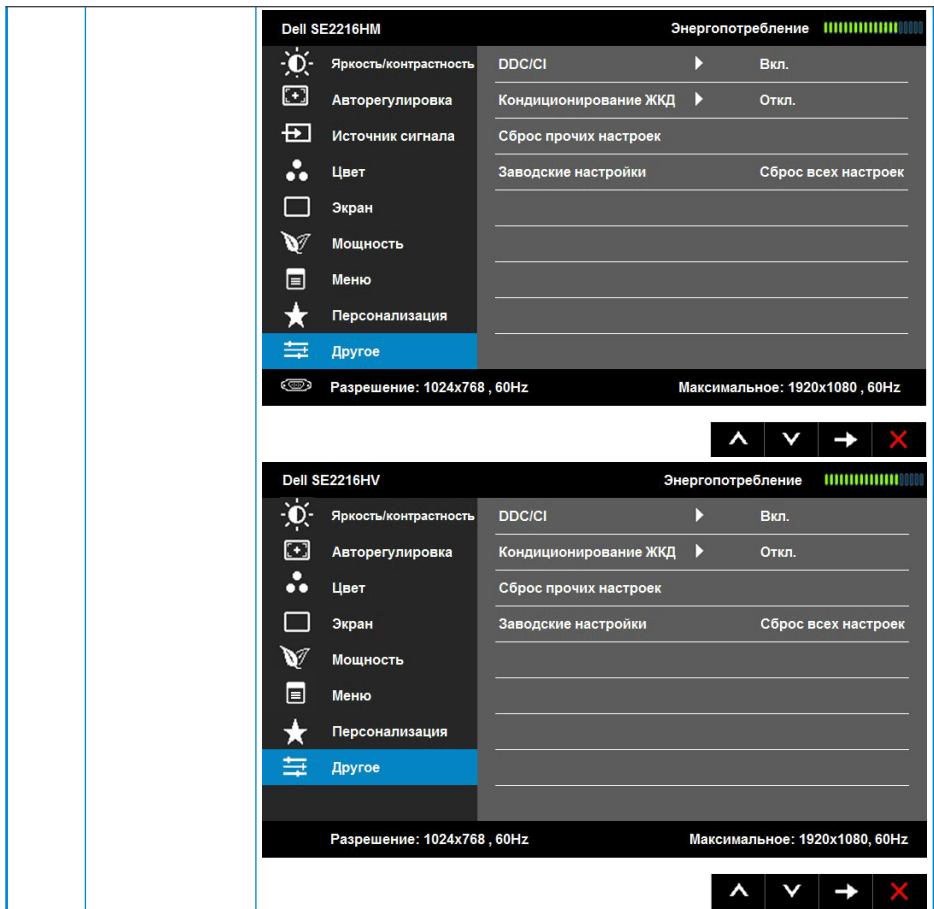 Dell SE2216HM Энергопотребление
Яркость/контрастность DDC/CI Вкл.
Авторегулировка Кондиционирование ЖКД Откл.
Источник сигнала Сброс прочих настроек
Цвет Заводские настройки Сброс всех настроек
Экран
Мощность
Меню
Персонализация
Другое
Разрешение: 1024x768 , 60Hz Максимальное: 1920x1080 , 60Hz
Dell SE2216HV Энергопотребление
Яркость/контрастность DDC/CI Вкл.
Авторегулировка Кондиционирование ЖКД Откл.
Цвет Сброс прочих настроек
Экран Заводские настройки Сброс всех настроек
Мощность
Меню
Персонализация
Другое
Разрешение: 1024x768 , 60Hz Максимальное: 1920x1080, 60Hz